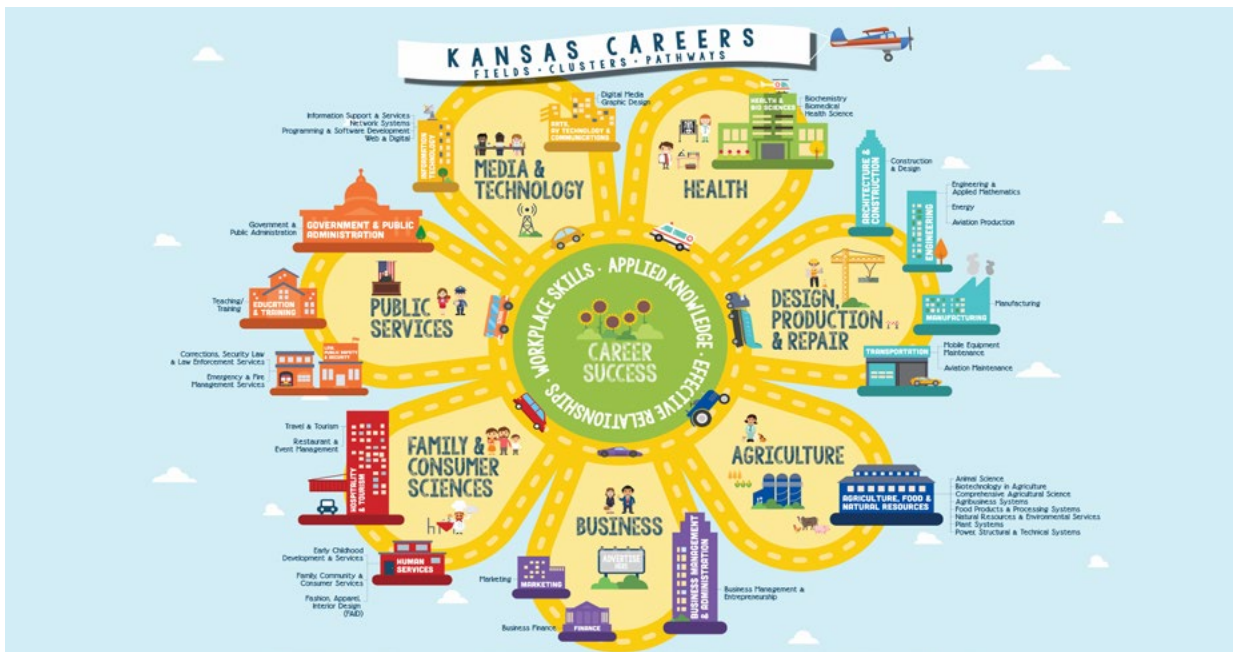 KANSAS CAREERS
FIELDS · CLUSTERS · PATHWAYS
Information Support & Services
Network Systems
Programming & Software Development
Web & Digital
INFORMATION
TECHNOLOGY
Digital Media
Graphic Design
ARTS,
AV TECHNOLOGY &
COMMUNICATIONS
MEDIA &
TECHNOLOGY
HEALTH &
BIO SCIENCES
Biochemistry
Biomedical
Health Science
HEALTH
ARCHITECTURE &
CONSTRUCTION
Construction
& Design
ENGINEERING
Engineering &
Applied Mathematics
Energy
Aviation Production
MANUFACTURING
Manufacturing
TRANSPORTATION
Mobile Equipment
Maintenance
Aviation Maintenance
DESIGN,
PRODUCTION
& REPAIR
Government &
Public Administration
GOVERNMENT & PUBLIC
ADMINISTRATION
Teaching/
Training
EDUCATION
& TRAINING
Corrections, Security Law
& Law Enforcement Services
Emergency & Fire
Management Services
LAW,
PUBLIC SAFETY
& SECURITY
PUBLIC
SERVICES
WORKPLACE SKILLS · APPLIED KNOWLEDGE · EFFECTIVE RELATIONSHIPS ·
CAREER
SUCCESS
Travel & Tourism
Restaurant &
Event Management
HOSPITALITY
& TOURISM
FAMILY &
CONSUMER
SCIENCES
Early Childhood
Development & Services
Family, Community &
Consumer Services
Fashion, Apparel,
Interior Design
(FAID)
HUMAN
SERVICES
BUSINESS
ADVERTISE
HERE
Marketing
MARKETING
Business Finance
FINANCE
BUSINESS MANAGEMENT
& ADMINISTRATION
Business Management &
Entrepreneurship
AGRICULTURE
AGRICULTURE, FOOD &
NATURAL RESOURCES
Animal Science
Biotechnology in Agriculture
Comprehensive Agricultural Science
Agribusiness Systems
Food Products & Processing Systems
Natural Resources & Environmental Services
Plant Systems
Power, Structural & Technical Systems